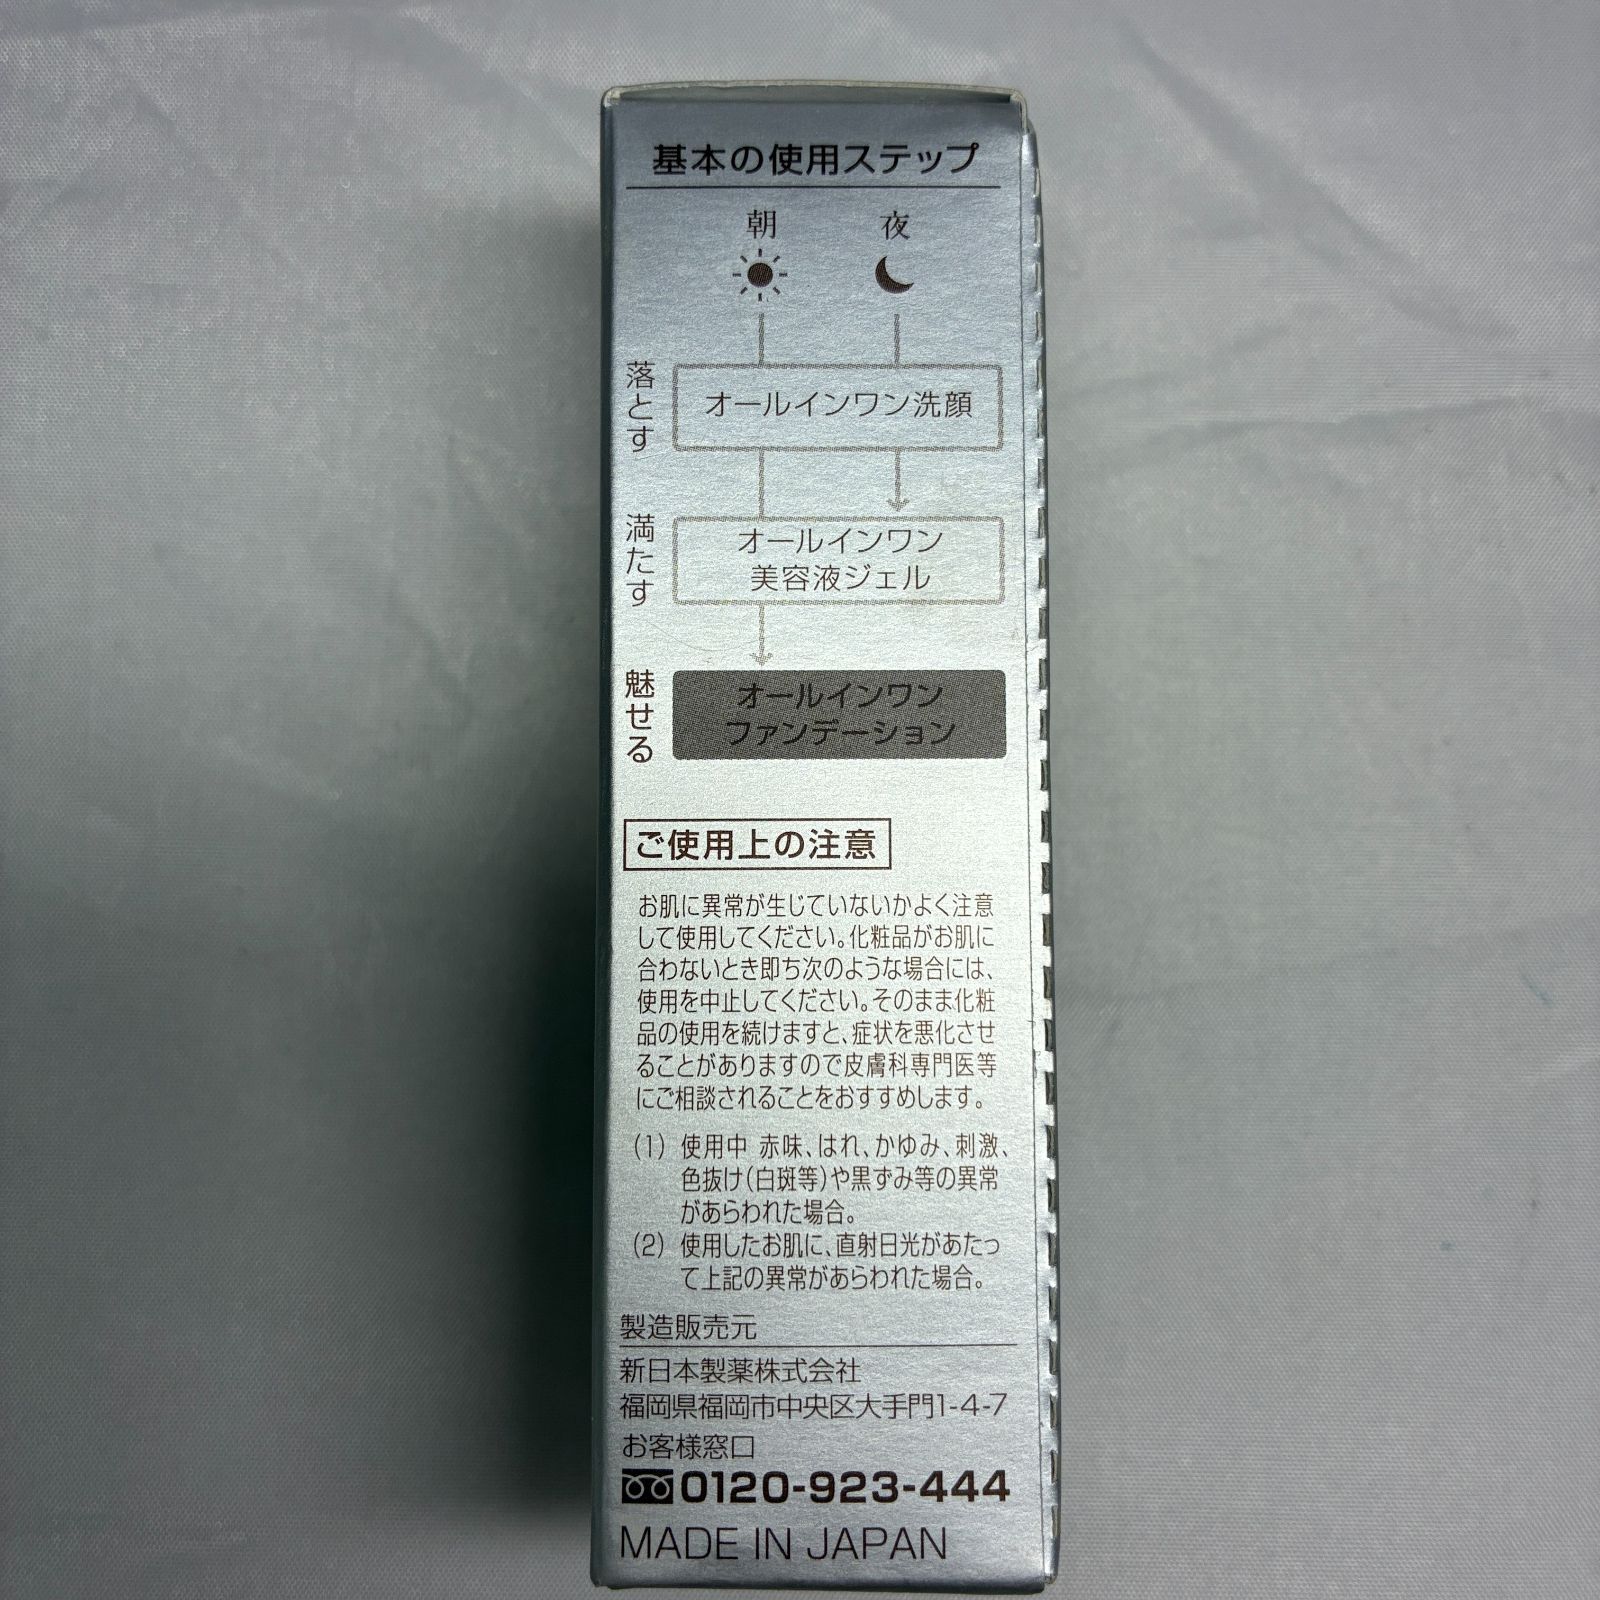 基本の使用ステップ
朝 夜
落とす オールインワン洗顔
満たす オールインワン
美容液ジェル
魅せる オールインワン
ファンデーション
ご使用上の注意
お肌に異常が生じていないかよく注意
して使用してください。化粧品がお肌に
合わないとき即ち次のような場合には、
使用を中止してください。そのまま化粧
品の使用を続けますと、症状を悪化させ
ることがありますので皮膚科専門医等
にご相談されることをおすすめします。
(1) 使用中 赤味、はれ、かゆみ、刺激、
色抜け(白斑等)や黒ずみ等の異常
があらわれた場合。
(2) 使用したお肌に、直射日光があたっ
て上記の異常があらわれた場合。
製造販売元
新日本製薬株式会社
福岡県福岡市中央区大手門1-4-7
お客様窓口
0120-923-444
MADE IN JAPAN